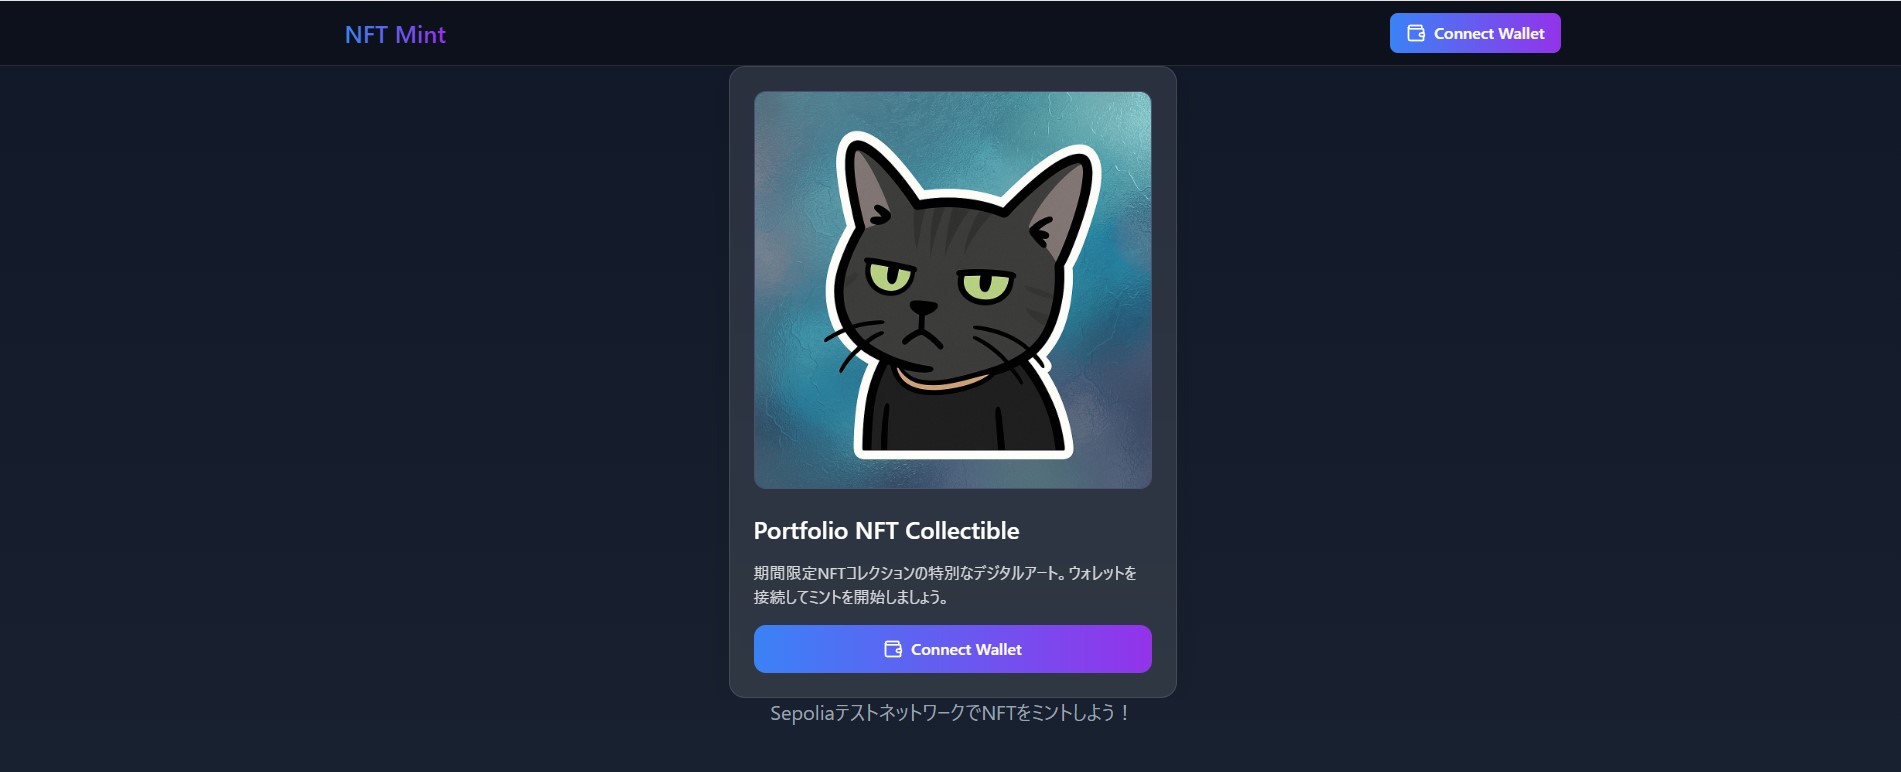 NFT Mint
Connect Wallet
Portfolio NFT Collectible
期間限定NFTコレクションの特別なデジタルアート。ウォレットを
接続してミントを開始しましょう。
Connect Wallet
SepoliaテストネットワークでNFTをミントしよう！